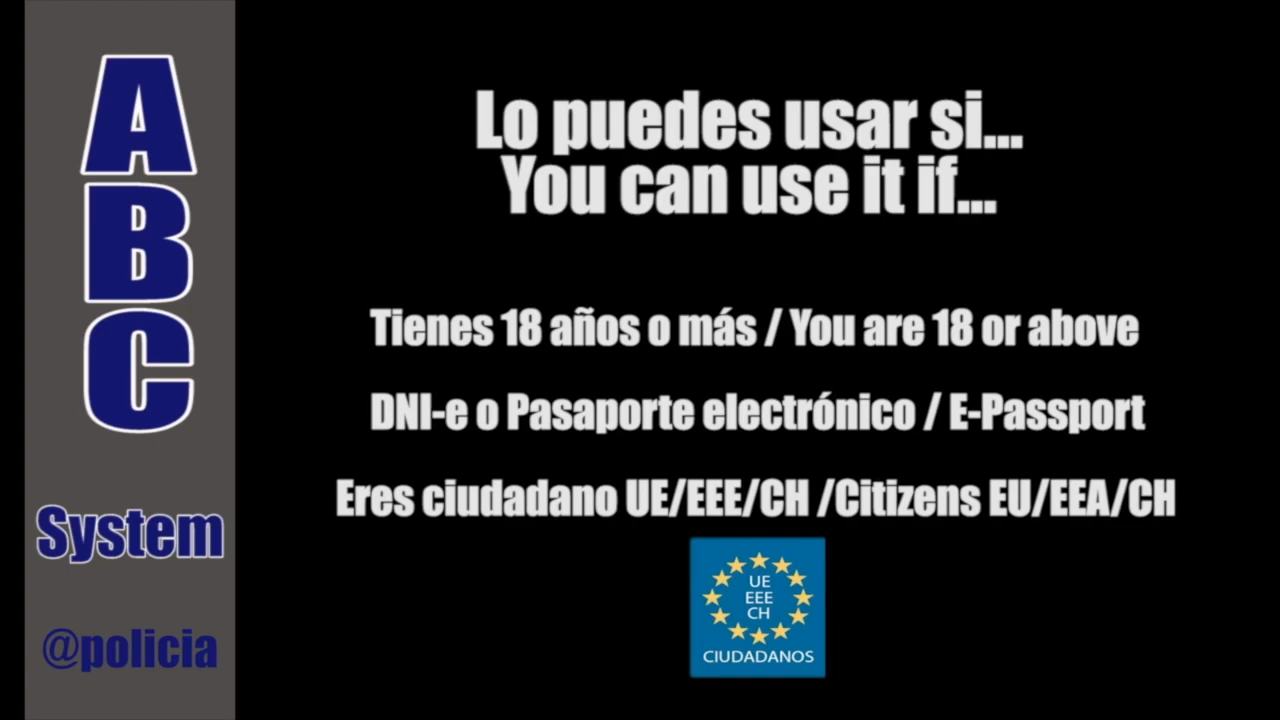 A
B
C
System
@policia
Lo puedes usar si...
You can use it if...
Tienes 18 años o más / You are 18 or above
DNI-e o Pasaporte electrónico / E-Passport
Eres ciudadano UE/EEE/CH /Citizens EU/EEA/CH
UE
EEE
CH
CIUDADANOS